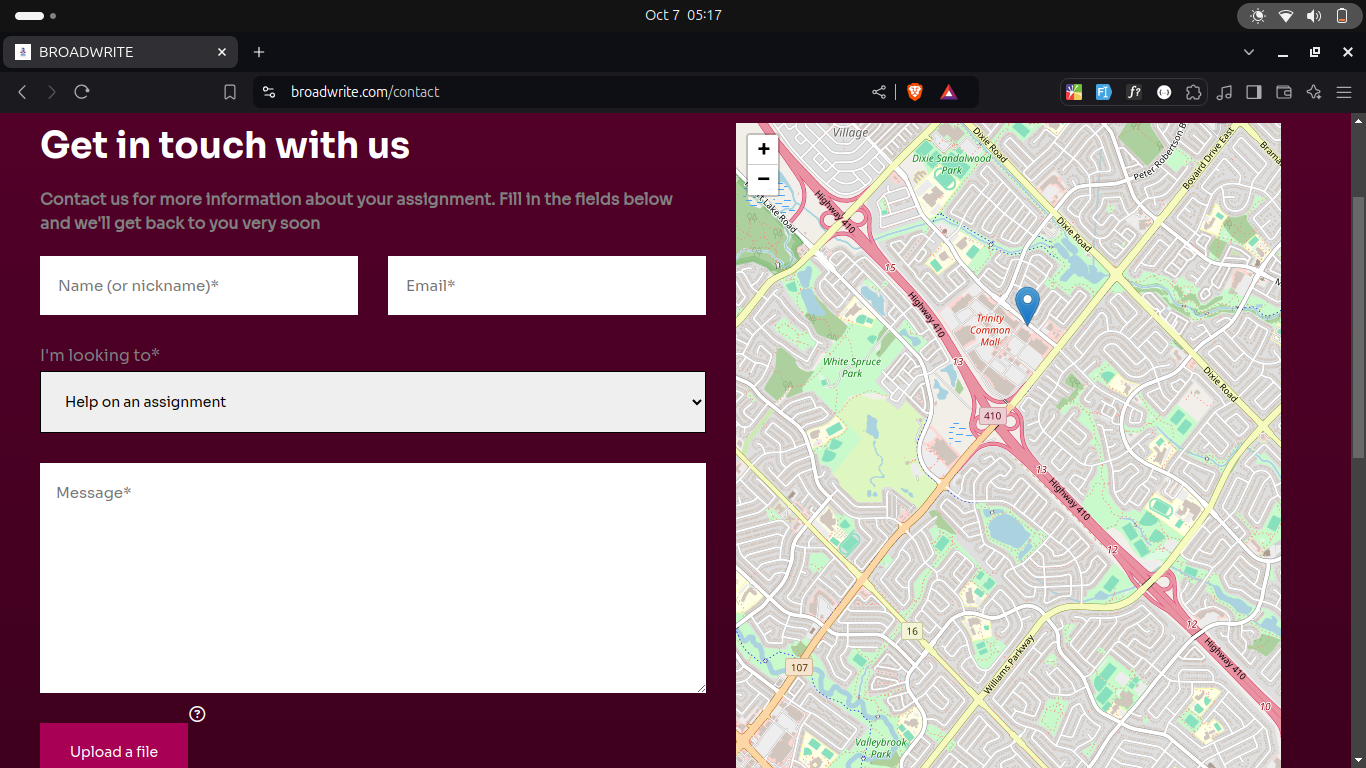 Oct 7 05:17
BROADWRITE
broadwrite.com/contact
Get in touch with us
Contact us for more information about your assignment. Fill in the fields below
and we'll get back to you very soon
Name (or nickname)*
Email*
I'm looking to*
Help on an assignment
Message*
Upload a file
+
−
Village
Dixie Road
Dixie Sandalwood
Park
Peter Robertson B
Bovaird Drive East
Lake Road
Highway 410
Dixie Road
15
Highway 410
Trinity
Common
Mall
White Spruce
Park
13
Dixie Road
410
13
Highway 410
12
16
12
Williams Parkway
Highway 410
107
10
Valleybrook
Park